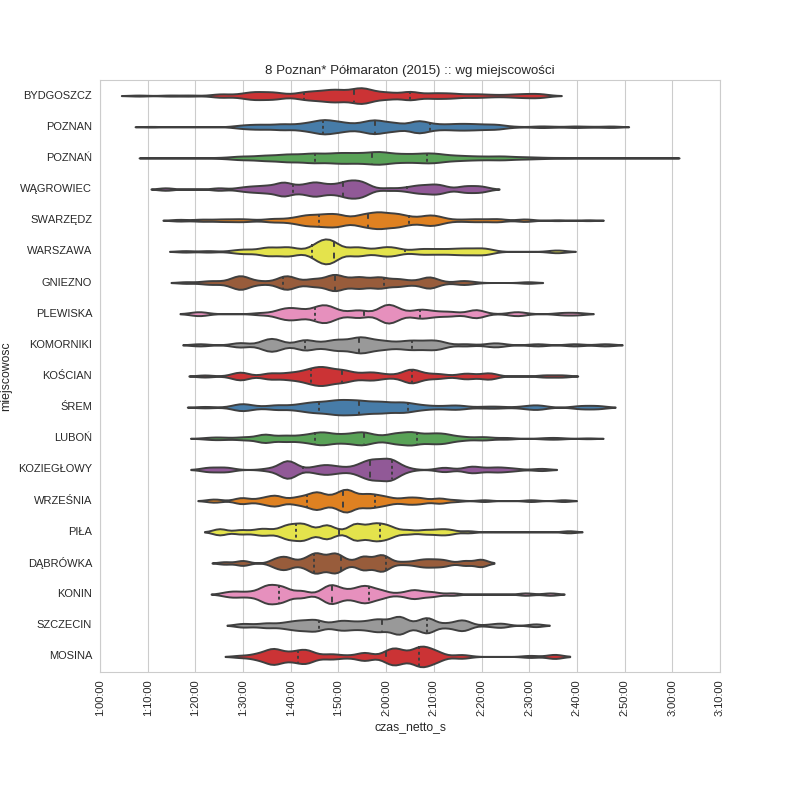 8 Poznan* Półmaraton (2015) :: wg miejscowości
BYDGOSZCZ
POZNAN
POZNAŃ
WĄGROWIEC
SWARZĘDZ
WARSZAWA
GNIEZNO
PLEWISKA
KOMORNIKI
KOŚCIAN
ŚREM
LUBOŃ
KOZIEGŁOWY
WRZEŚNIA
PIŁA
DĄBRÓWKA
KONIN
SZCZECIN
MOSINA
miejscowosc
1:00:00
1:10:00
1:20:00
1:30:00
1:40:00
1:50:00
2:00:00
2:10:00
2:20:00
2:30:00
2:40:00
2:50:00
3:00:00
3:10:00
czas_netto_s